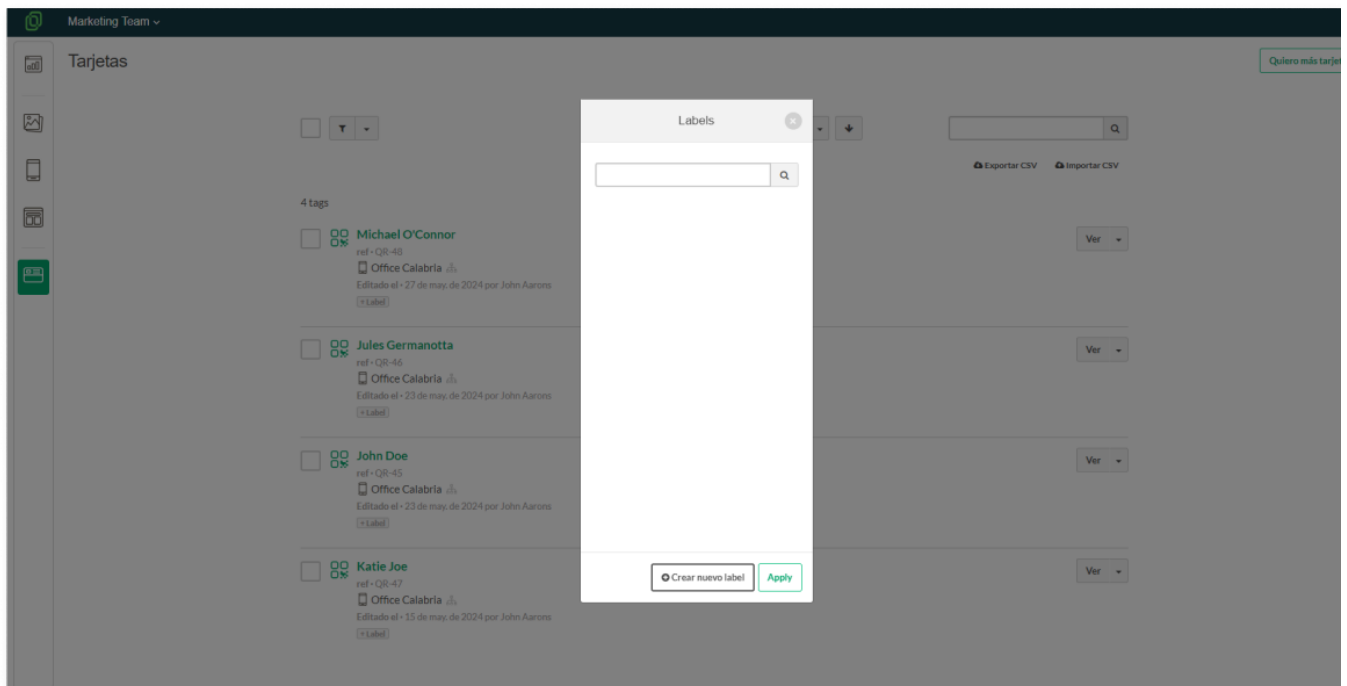 Marketing Team
Tarjetas
Quiero más tarjet
Labels
Exportar CSV Importar CSV
4 tags
Michael O'Connor
Ver
ref • QR-48
Office Calabria
Editado el • 27 de may. de 2024 por John Aarons
+ Label
Jules Germanotta
Ver
ref • QR-46
Office Calabria
Editado el • 23 de may. de 2024 por John Aarons
+ Label
John Doe
Ver
ref • QR-45
Office Calabria
Editado el • 23 de may. de 2024 por John Aarons
+ Label
Katie Joe
Ver
ref • QR-47
Office Calabria
Editado el • 15 de may. de 2024 por John Aarons
+ Label
Crear nuevo label Apply